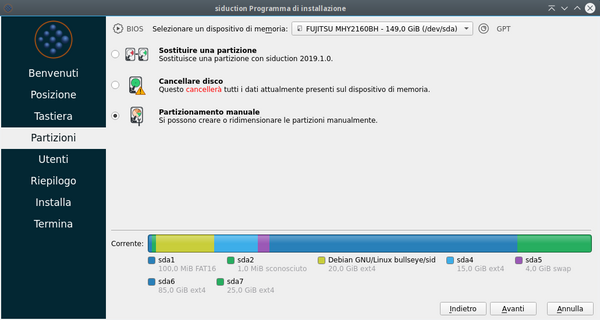 siduction Programma di installazione
BIOS Selezionare un dispositivo di memoria: FUJITSU MHY2160BH - 149,0 GiB (/dev/sda) GPT
Benvenuti
Posizione
Tastiera
Partizioni
Utenti
Riepilogo
Installa
Termina
Sostituire una partizione
Sostituisce una partizione con siduction 2019.1.0.
Cancellare disco
Questo cancellerà tutti i dati attualmente presenti sul dispositivo di memoria.
Partizionamento manuale
Si possono creare o ridimensionare le partizioni manualmente.
Corrente:
sda1 sda2 Debian GNU/Linux bullseye/sid sda4 sda5
100,0 MiB FAT16 1,0 MiB sconosciuto 20,0 GiB ext4 15,0 GiB ext4 4,0 GiB swap
sda6 sda7
85,0 GiB ext4 25,0 GiB ext4
Indietro Avanti Annulla